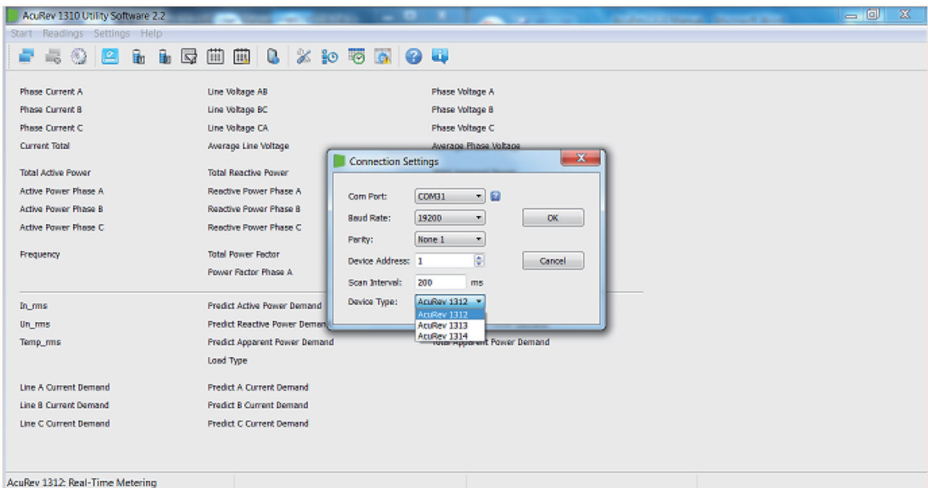 AcuRev 1310 Utility Software 2.2
Start Readings Settings Help
Phase Current A Line Voltage AB Phase Voltage A
Phase Current B Line Voltage BC Phase Voltage B
Phase Current C Line Voltage CA Phase Voltage C
Current Total Average Line Voltage Average Phase Voltage
Connection Settings
Com Port: COM31
Baud Rate: 19200 OK
Parity: None 1
Device Address: 1 Cancel
Scan Interval: 200 ms
Device Type: AcuRev 1312
AcuRev 1312
AcuRev 1313
AcuRev 1314
Total Active Power Total Reactive Power
Active Power Phase A Reactive Power Phase A
Active Power Phase B Reactive Power Phase B
Active Power Phase C Reactive Power Phase C
Frequency Total Power Factor
Power Factor Phase A
In_rms Predict Active Power Demand
Un_rms Predict Reactive Power Deman
Temp_rms Predict Apparent Power Demand Total Apparent Power Demand
Load Type
Line A Current Demand Predict A Current Demand
Line B Current Demand Predict B Current Demand
Line C Current Demand Predict C Current Demand
AcuRev 1312: Real-Time Metering